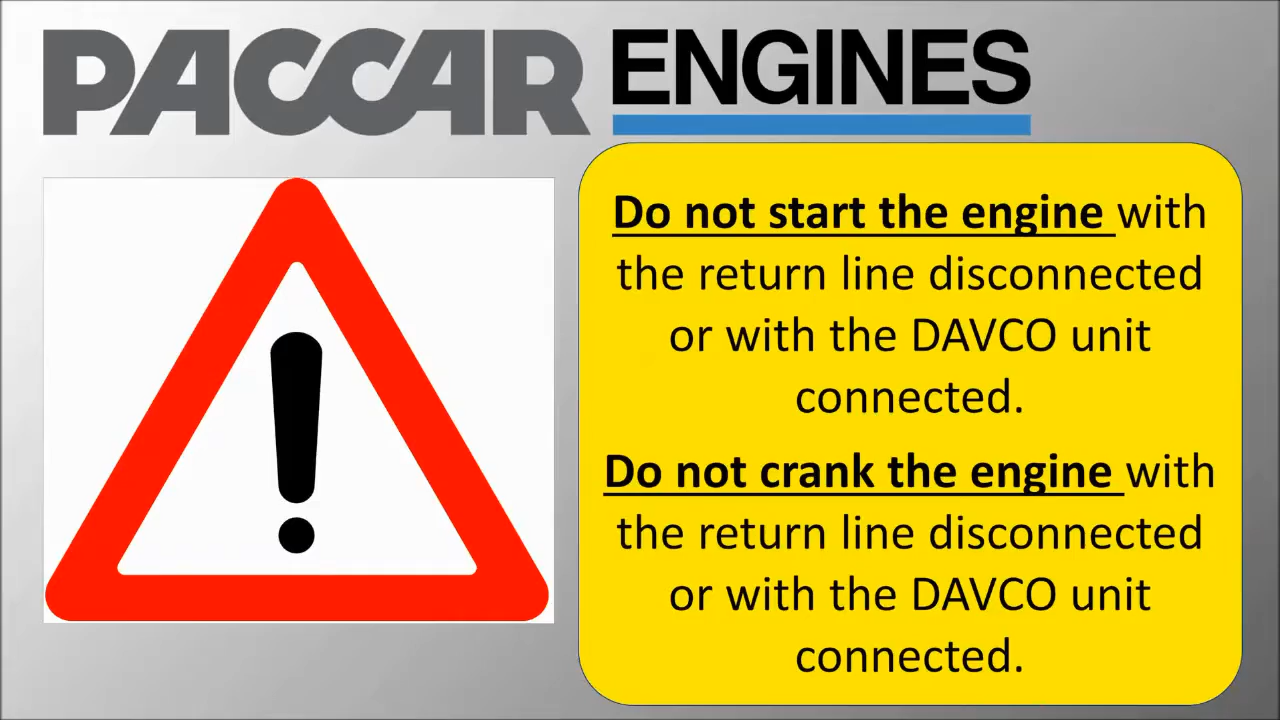 PACCAR ENGINES
Do not start the engine with
the return line disconnected
or with the DAVCO unit
connected.
Do not crank the engine with
the return line disconnected
or with the DAVCO unit
connected.